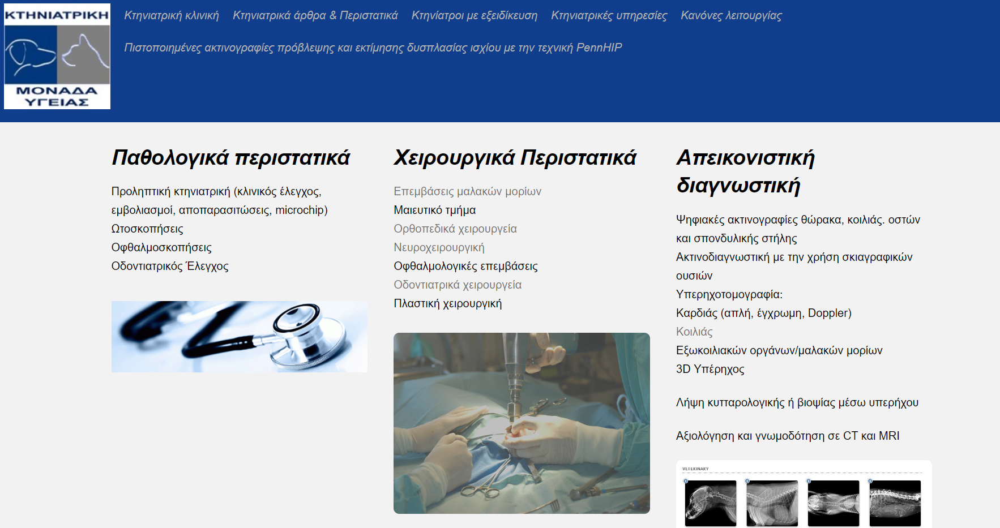 ΚΤΗΝΙΑΤΡΙΚΗ
ΜΟΝΑΔΑ
ΥΓΕΙΑΣ
Κτηνιατρική κλινική
Κτηνιατρικά άρθρα & Περιστατικά
Κτηνίατροι με εξειδίκευση
Κτηνιατρικές υπηρεσίες
Κανόνες λειτουργίας
Πιστοποιημένες ακτινογραφίες πρόβλεψης και εκτίμησης δυσπλασίας ισχίου με την τεχνική PennHIP
Παθολογικά περιστατικά
Προληπτική κτηνιατρική (κλινικός έλεγχος,
εμβολιασμοί, αποπαρασιτώσεις, microchip)
Ωτοσκοπήσεις
Οφθαλμοσκοπήσεις
Οδοντιατρικός Έλεγχος
Χειρουργικά Περιστατικά
Επεμβάσεις μαλακών μορίων
Μαιευτικό τμήμα
Ορθοπεδικά χειρουργεία
Νευροχειρουργική
Οφθαλμολογικές επεμβάσεις
Οδοντιατρικά χειρουργεία
Πλαστική χειρουργική
Απεικονιστική
διαγνωστική
Ψηφιακές ακτινογραφίες θώρακα, κοιλιάς. οστών
και σπονδυλικής στήλης
Ακτινοδιαγνωστική με την χρήση σκιαγραφικών
ουσιών
Υπερηχοτομογραφία:
Καρδιάς (απλή, έγχρωμη, Doppler)
Κοιλιάς
Εξωκοιλιακών οργάνων/μαλακών μορίων
3D Υπέρηχος
Λήψη κυτταρολογικής ή βιοψίας μέσω υπερήχου
Αξιολόγηση και γνωμοδότηση σε CT και MRI
VETERINARY